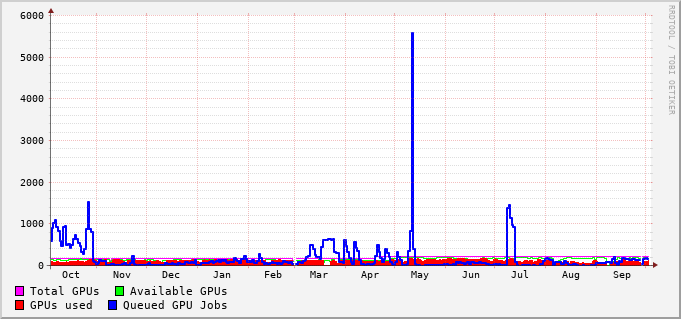 6000
5000
4000
3000
2000
1000
0
Oct Nov Dec Jan Feb Mar Apr May Jun Jul Aug Sep
Total GPUs Available GPUs
GPUs used Queued GPU Jobs
RRDTOOL / TOBI OETIKER